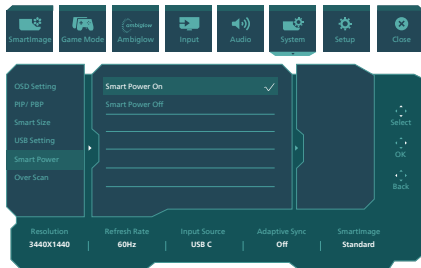 ambiglow
SmartImage Game Mode Ambiglow Input Audio System Setup Close
OSD Setting
PIP/ PBP
Smart Size
USB Setting
Smart Power
Over Scan
Smart Power On
Smart Power Off
Select
OK
Back
Resolution Refresh Rate Input Source Adaptive Sync SmartImage
3440X1440 | 60Hz | USB C | Off | Standard